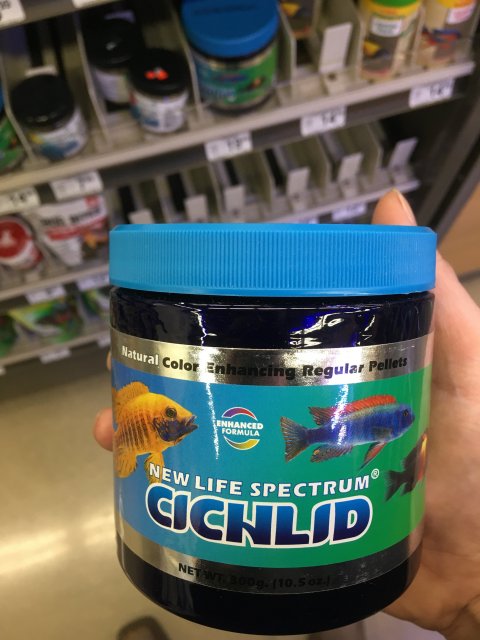 Natural Color Enhancing Regular Pellets
ENHANCED
FORMULA
NEW LIFE SPECTRUM®
CICHLID
NET WT. 300g. (10.5 oz.)